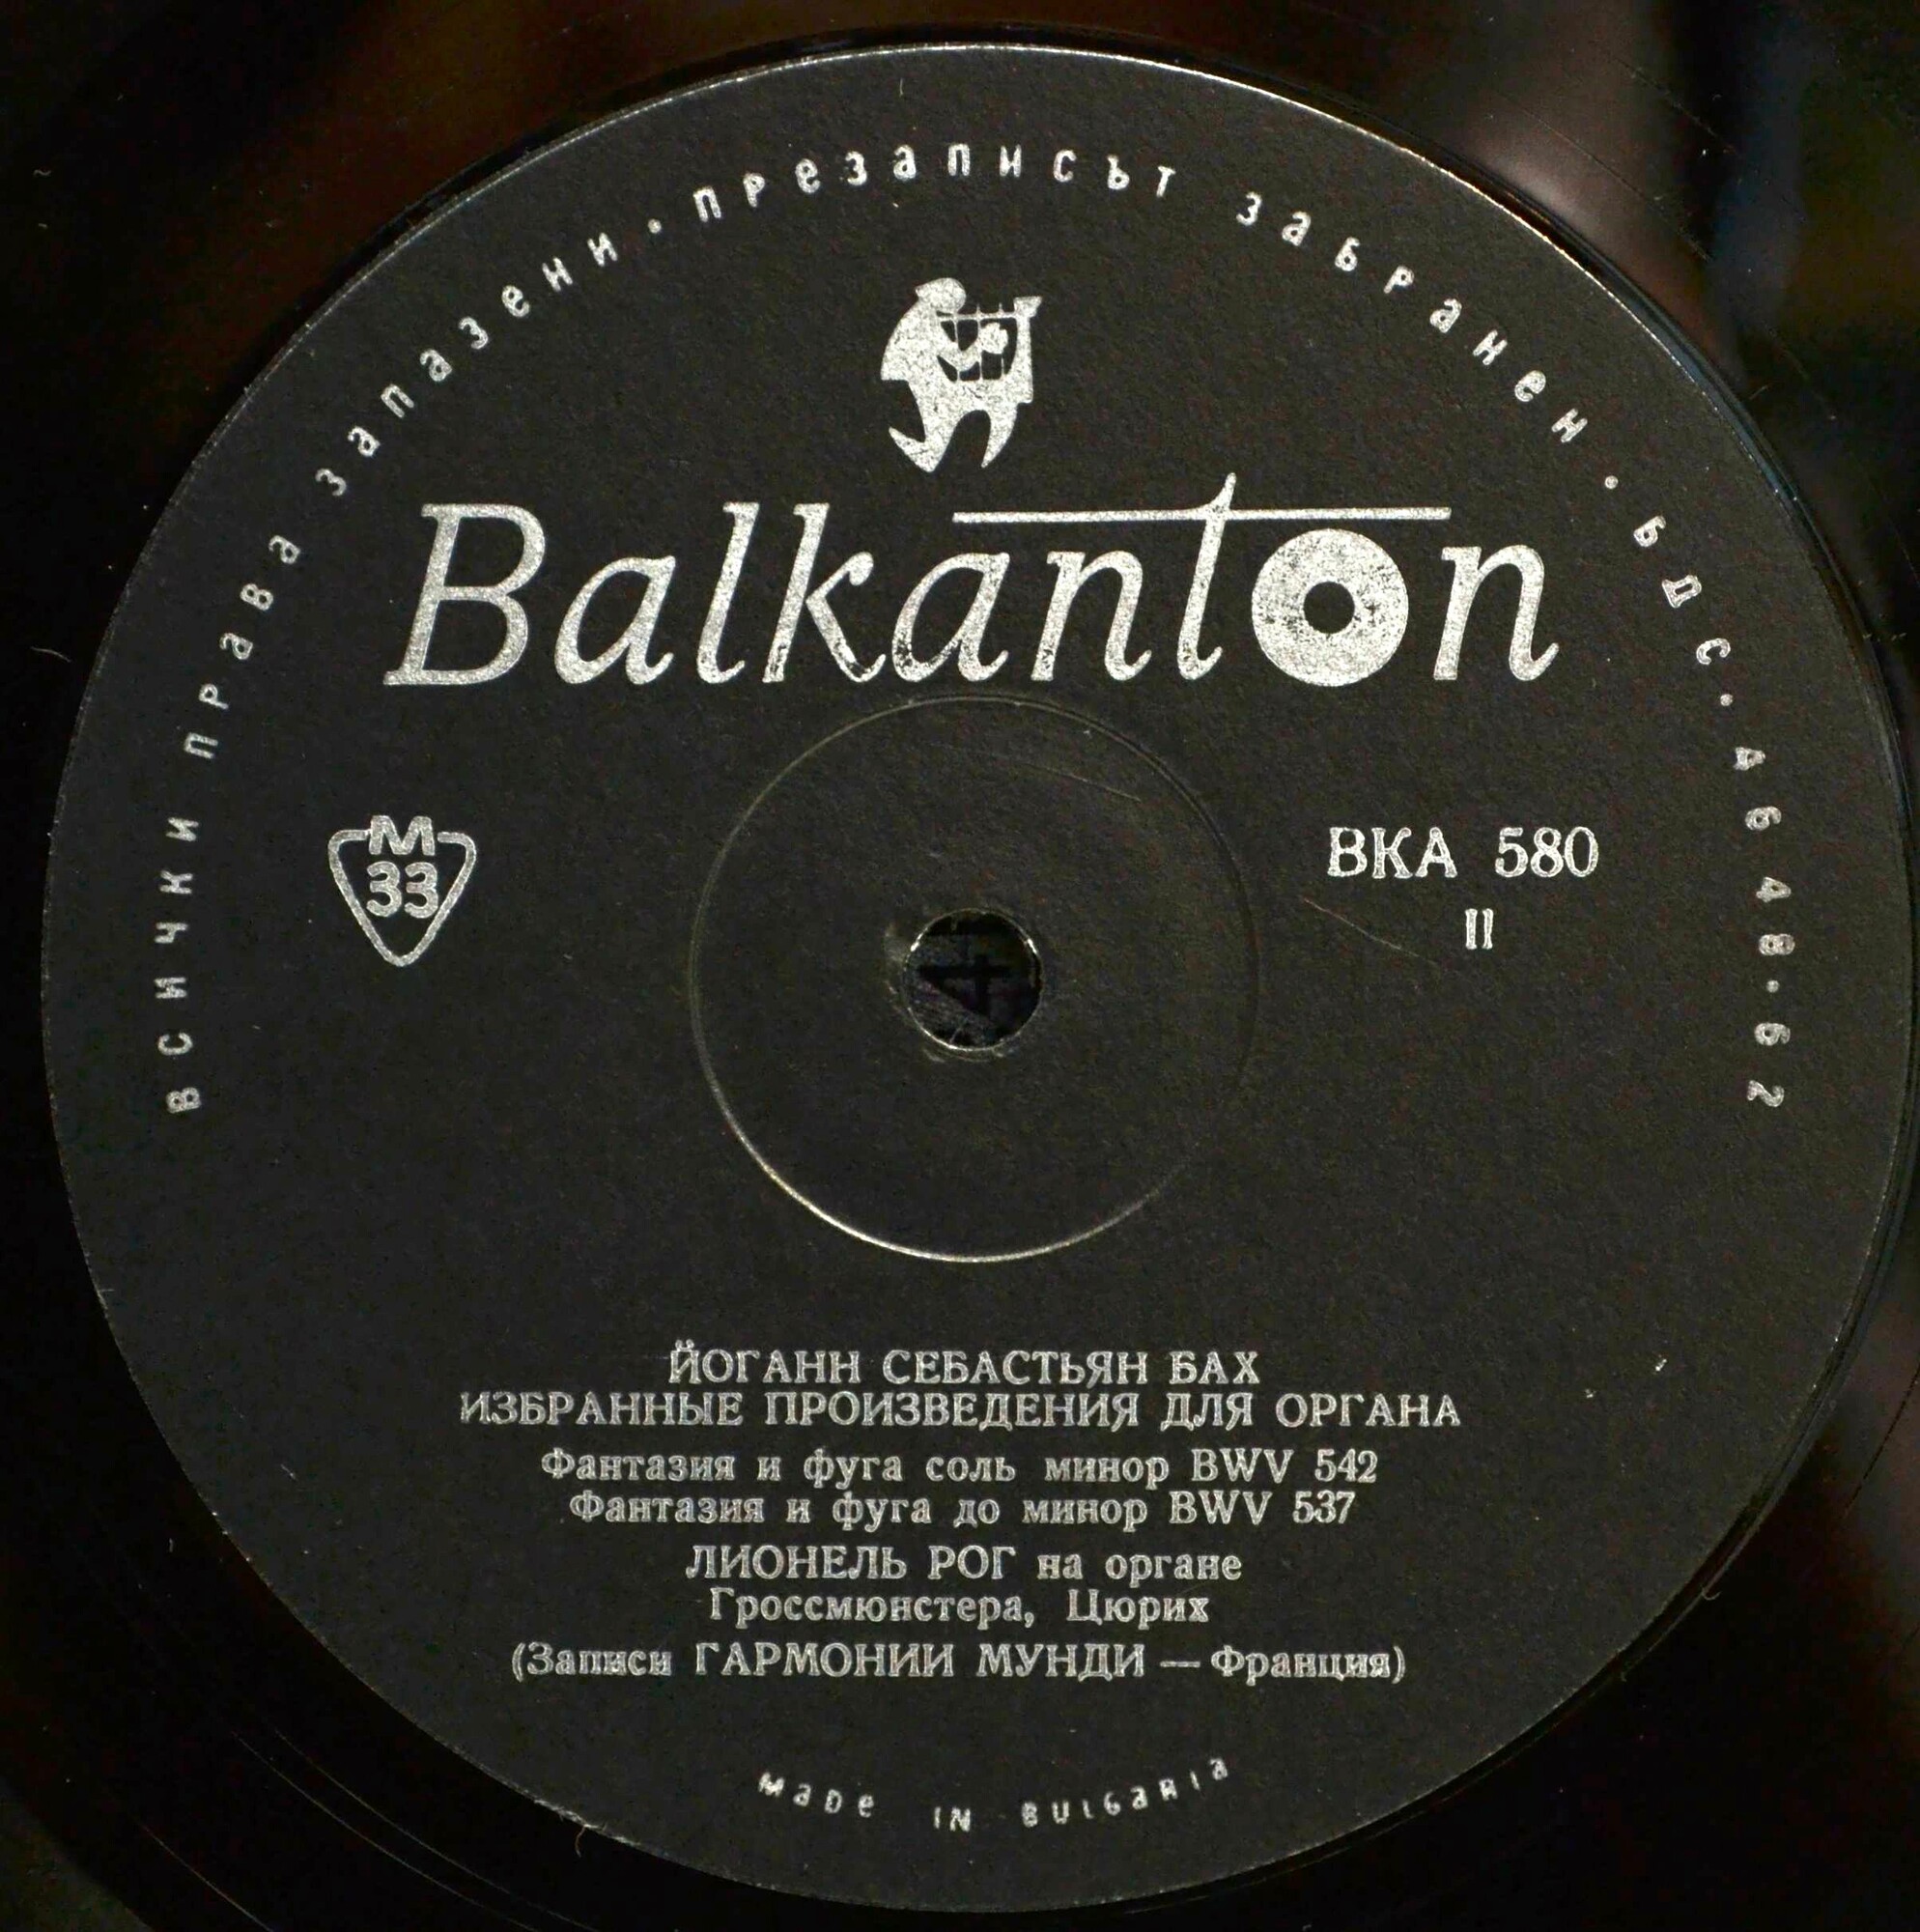 всички права запазени · презаписът забранен · БДС · 4648 · 62
Balkanton
М
33
ВКА 580
II
ЙОГАНН СЕБАСТЬЯН БАХ
ИЗБРАННЫЕ ПРОИЗВЕДЕНИЯ ДЛЯ ОРГАНА
Фантазия и фуга соль минор BWV 542
Фантазия и фуга до минор BWV 537
ЛИОНЕЛЬ РОГ на органе
Гроссмюнстера, Цюрих
(Записи ГАРМОНИИ МУНДИ — Франция)
MADE IN BULGARIA